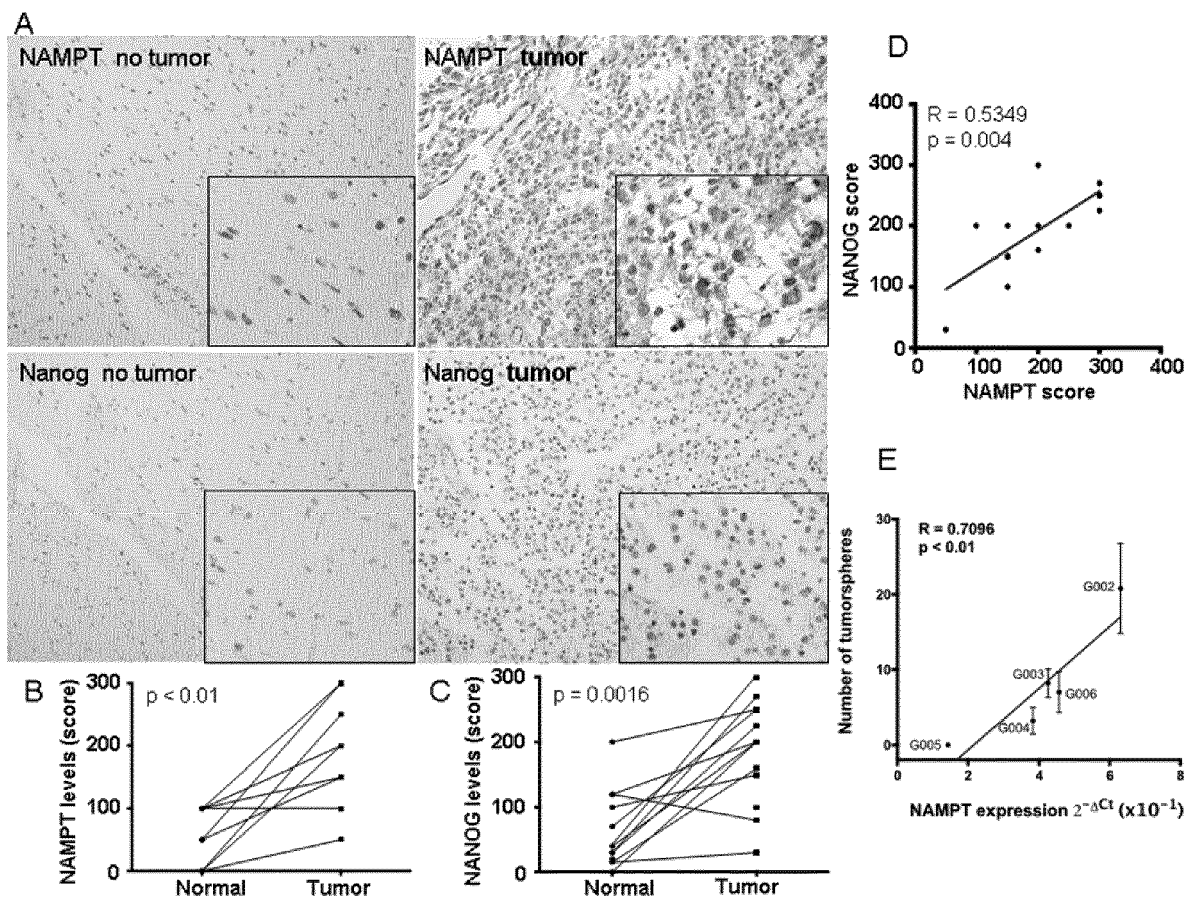 A
NAMPT no tumor
NAMPT tumor
Nanog no tumor
Nanog tumor
B
p < 0.01
NAMPT levels (score)
300
200
100
0
Normal
Tumor
C
p = 0.0016
NANOG levels (score)
300
200
100
0
Normal
Tumor
D
R = 0.5349
p = 0.004
NANOG score
400
300
200
100
0
0 100 200 300 400
NAMPT score
E
R = 0.7096
p < 0.01
Number of tumorspheres
30
20
10
0
G002
G003
G006
G004
G005
0 2 4 6 8
NAMPT expression 2^-ΔCt (x10^-1)